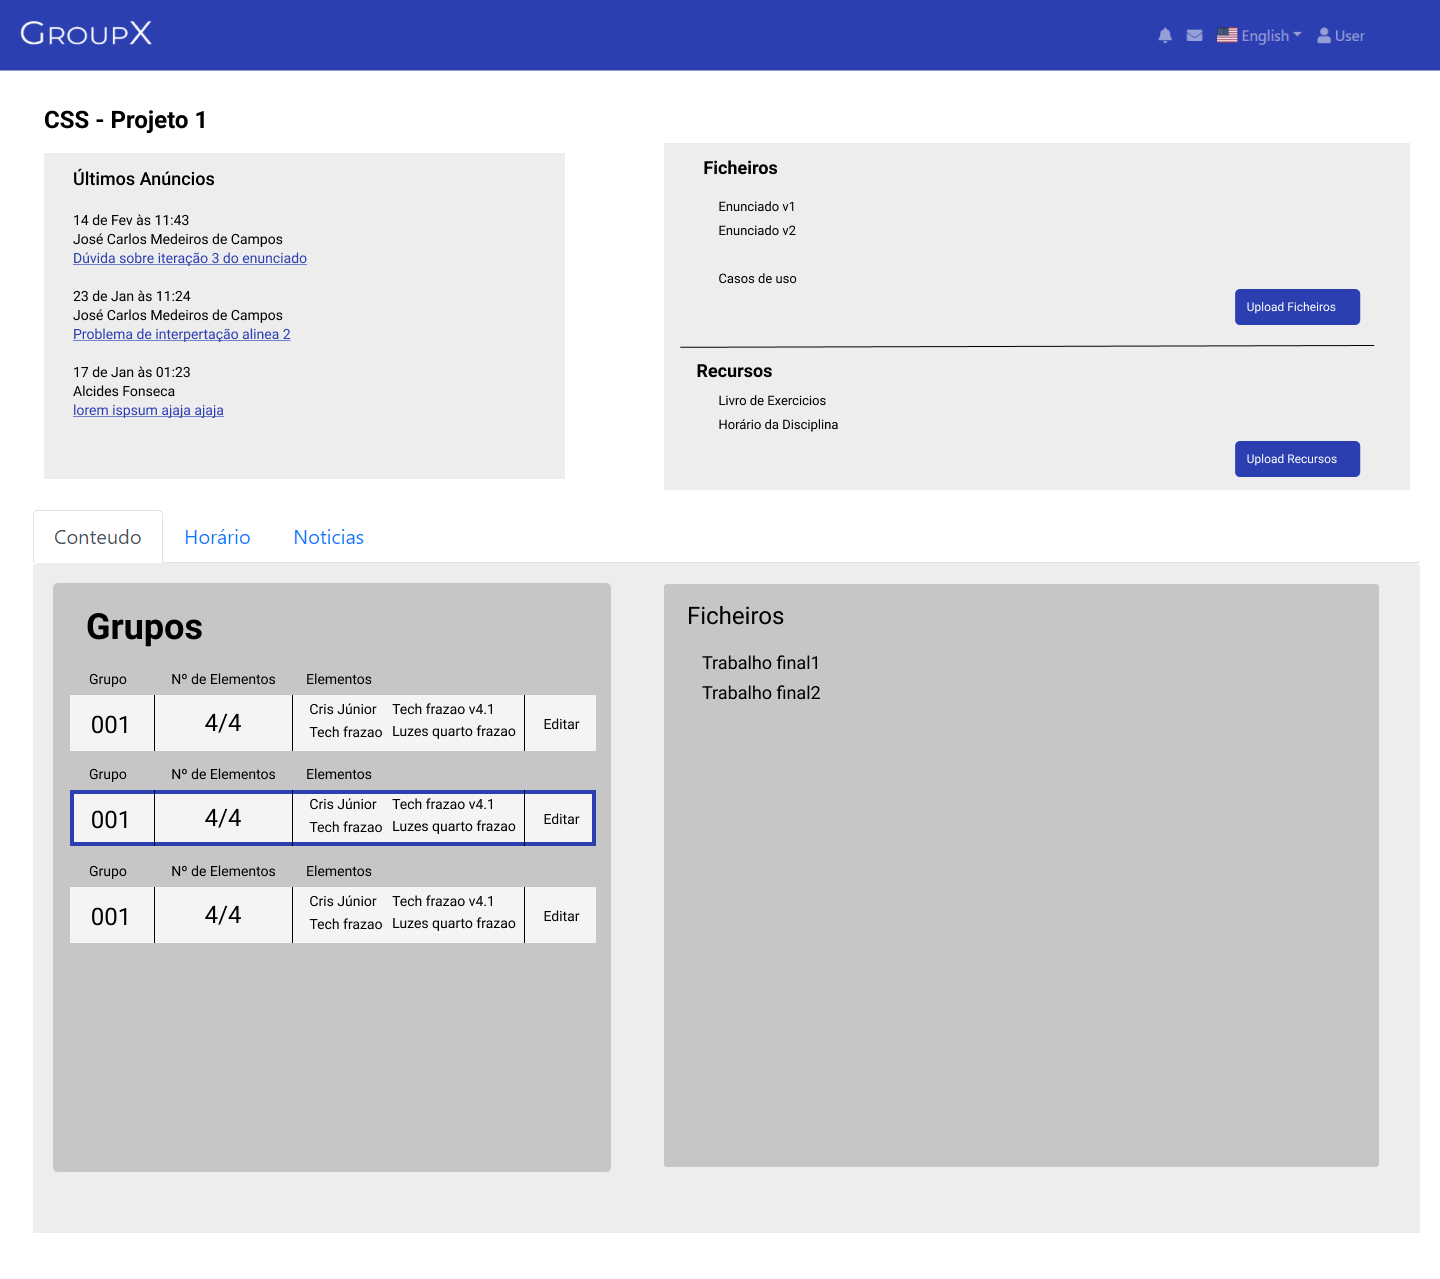 GroupX
English
User
CSS - Projeto 1
Últimos Anúncios
14 de Fev às 11:43
José Carlos Medeiros de Campos
Dúvida sobre iteração 3 do enunciado
23 de Jan às 11:24
José Carlos Medeiros de Campos
Problema de interpertação alinea 2
17 de Jan às 01:23
Alcides Fonseca
lorem ispsum ajaja ajaja
Ficheiros
Enunciado v1
Enunciado v2
Casos de uso
Upload Ficheiros
Recursos
Livro de Exercicios
Horário da Disciplina
Upload Recursos
Conteudo Horário Noticias
Grupos
Grupo Nº de Elementos Elementos
001 4/4 Cris Júnior Tech frazao v4.1 Editar
Tech frazao Luzes quarto frazao
Grupo Nº de Elementos Elementos
001 4/4 Cris Júnior Tech frazao v4.1 Editar
Tech frazao Luzes quarto frazao
Grupo Nº de Elementos Elementos
001 4/4 Cris Júnior Tech frazao v4.1 Editar
Tech frazao Luzes quarto frazao
Ficheiros
Trabalho final1
Trabalho final2